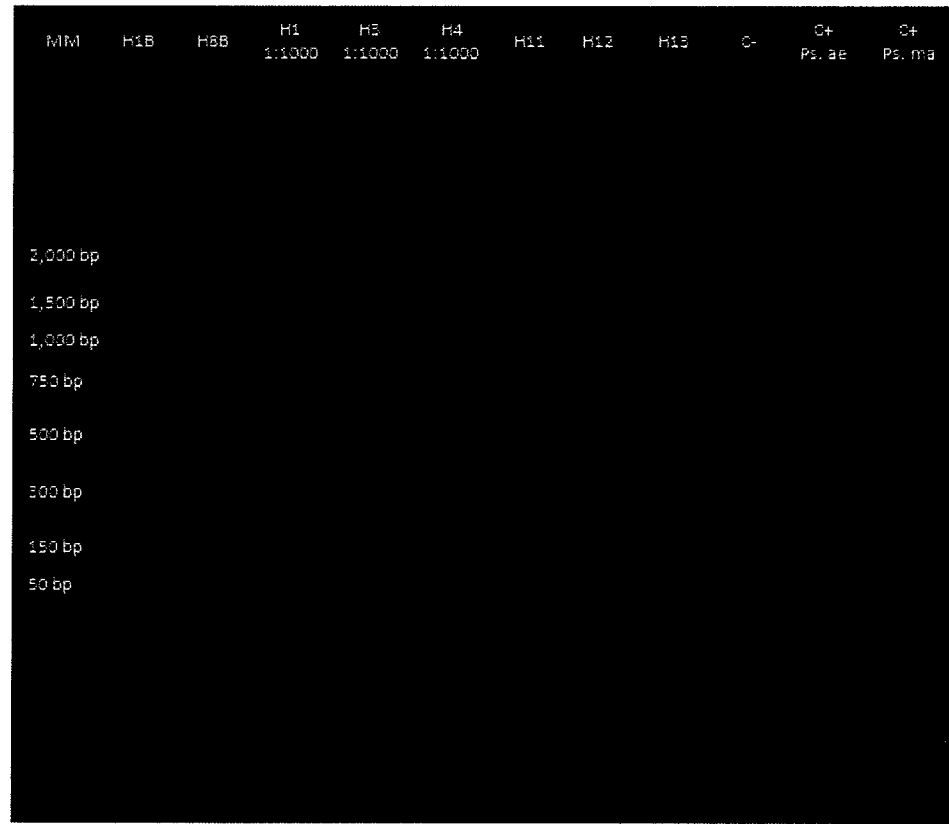 MM H1B H8B H1 H3 H4 H11 H12 H13 C- C+ C+
1:1000 1:1000 1:1000 Ps. ae Ps. ma
2,000 bp
1,500 bp
1,000 bp
750 bp
500 bp
300 bp
150 bp
50 bp